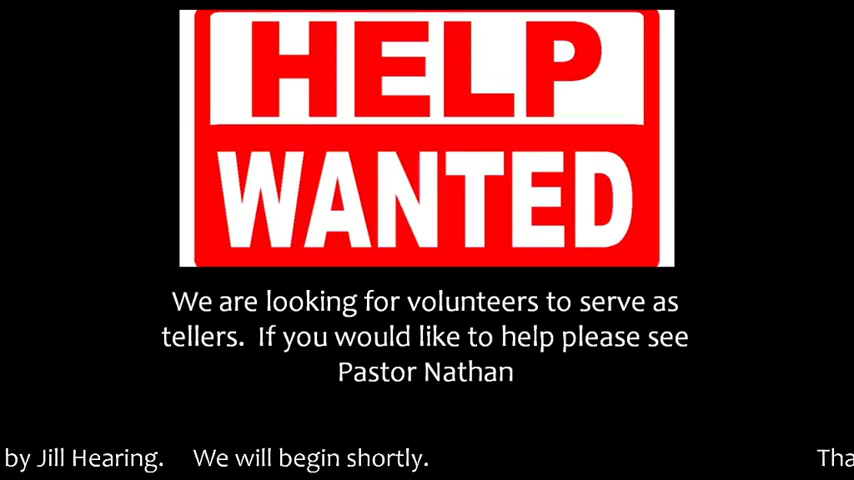 HELP
WANTED
We are looking for volunteers to serve as
tellers.  If you would like to help please see
Pastor Nathan
by Jill Hearing.    We will begin shortly.